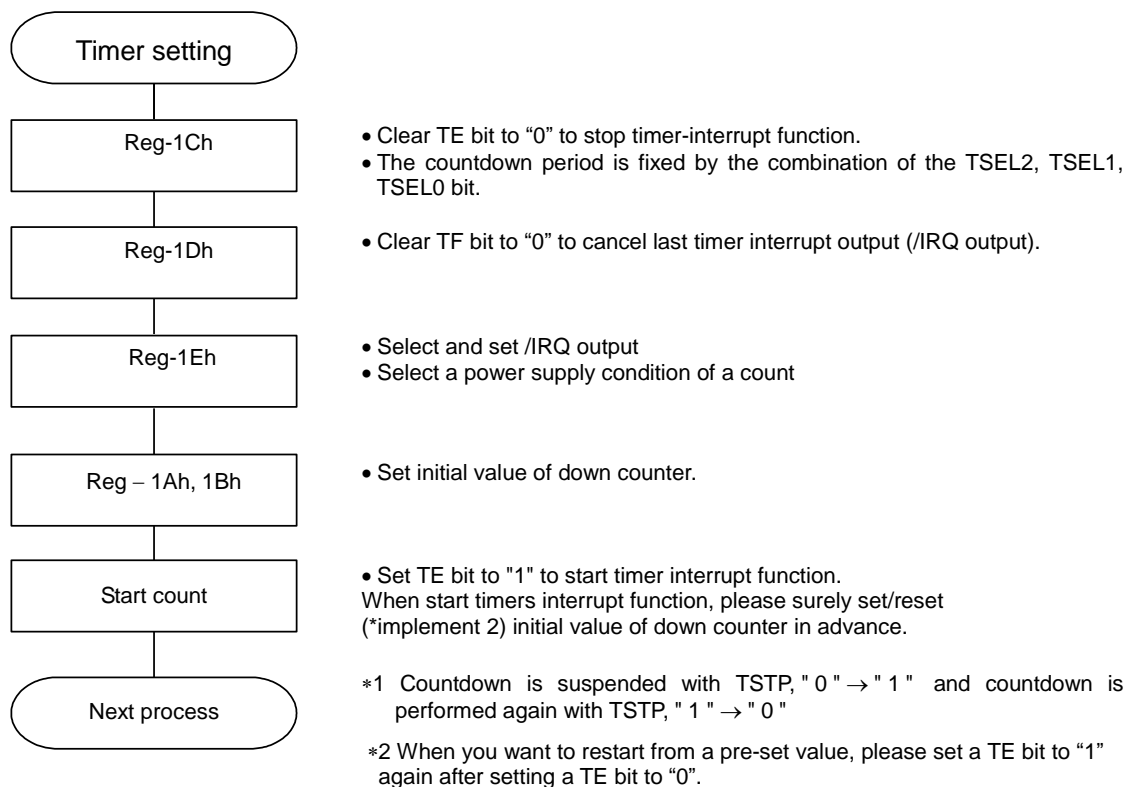 Timer setting
Reg-1Ch
• Clear TE bit to “0” to stop timer-interrupt function.
• The countdown period is fixed by the combination of the TSEL2, TSEL1,
TSEL0 bit.
Reg-1Dh
• Clear TF bit to “0” to cancel last timer interrupt output (/IRQ output).
Reg-1Eh
• Select and set /IRQ output
• Select a power supply condition of a count
Reg – 1Ah, 1Bh
• Set initial value of down counter.
Start count
• Set TE bit to "1" to start timer interrupt function.
When start timers interrupt function, please surely set/reset
(*implement 2) initial value of down counter in advance.
Next process
*1 Countdown is suspended with TSTP, " 0 " → " 1 " and countdown is
performed again with TSTP, " 1 " → " 0 "
*2 When you want to restart from a pre-set value, please set a TE bit to “1”
again after setting a TE bit to “0”.